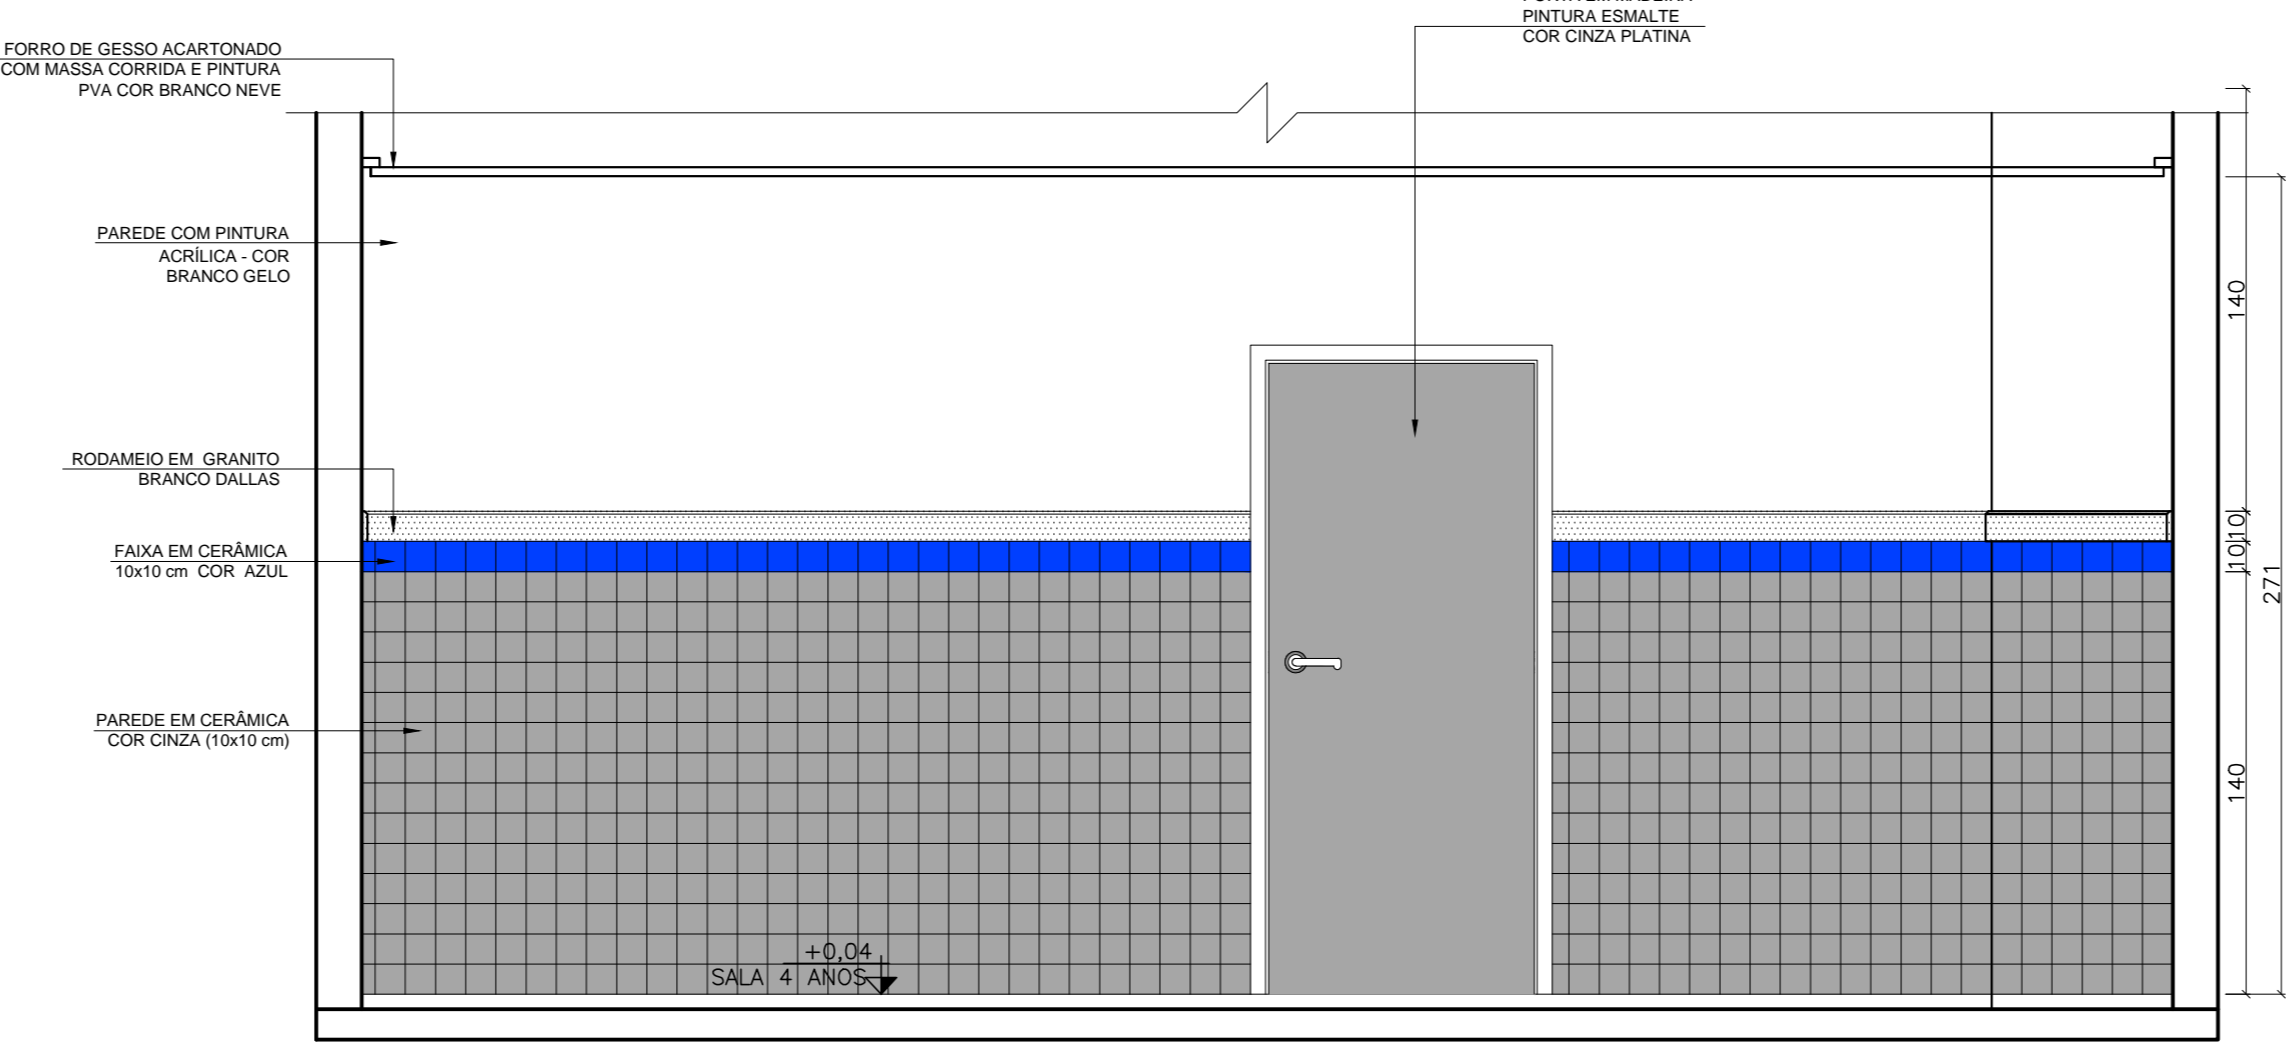 PINTURA ESMALTE
COR CINZA PLATINA
FORRO DE GESSO ACARTONADO
COM MASSA CORRIDA E PINTURA
PVA COR BRANCO NEVE
PAREDE COM PINTURA
ACRÍLICA - COR
BRANCO GELO
140
RODAMEIO EM GRANITO
BRANCO DALLAS
10
FAIXA EM CERÂMICA
10x10 cm COR AZUL
10
271
PAREDE EM CERÂMICA
COR CINZA (10x10 cm)
140
+0,04
SALA 4 ANOS